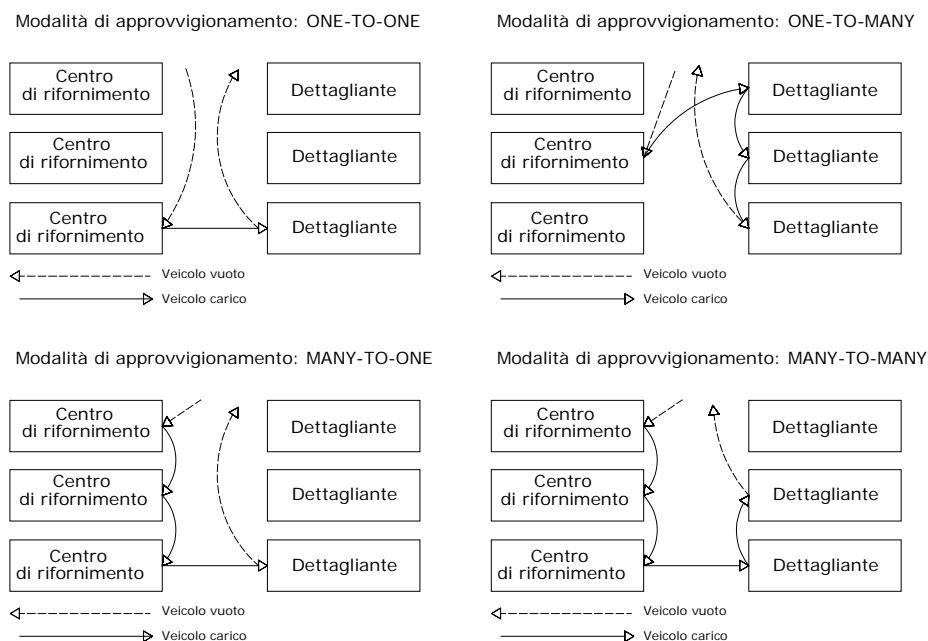 Modalità di approvvigionamento: ONE-TO-ONE
Centro
di rifornimento
Dettagliante
Centro
di rifornimento
Dettagliante
Centro
di rifornimento
Dettagliante
Veicolo vuoto
Veicolo carico
Modalità di approvvigionamento: ONE-TO-MANY
Centro
di rifornimento
Dettagliante
Centro
di rifornimento
Dettagliante
Centro
di rifornimento
Dettagliante
Veicolo vuoto
Veicolo carico
Modalità di approvvigionamento: MANY-TO-ONE
Centro
di rifornimento
Dettagliante
Centro
di rifornimento
Dettagliante
Centro
di rifornimento
Dettagliante
Veicolo vuoto
Veicolo carico
Modalità di approvvigionamento: MANY-TO-MANY
Centro
di rifornimento
Dettagliante
Centro
di rifornimento
Dettagliante
Centro
di rifornimento
Dettagliante
Veicolo vuoto
Veicolo carico